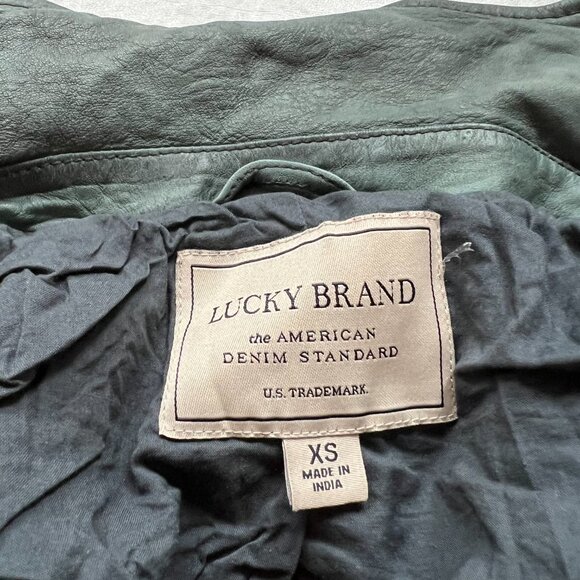 LUCKY BRAND
the AMERICAN
DENIM STANDARD
U.S. TRADEMARK.
XS
MADE IN
INDIA